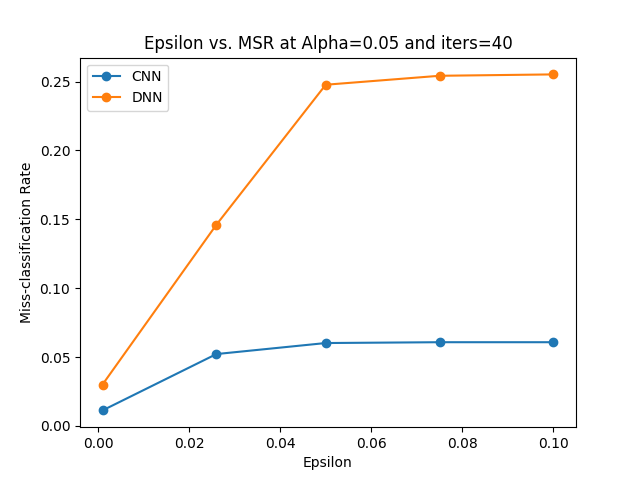 Epsilon vs. MSR at Alpha=0.05 and iters=40
CNN
DNN
Miss-classification Rate
0.25
0.20
0.15
0.10
0.05
0.00
0.00 0.02 0.04 0.06 0.08 0.10
Epsilon